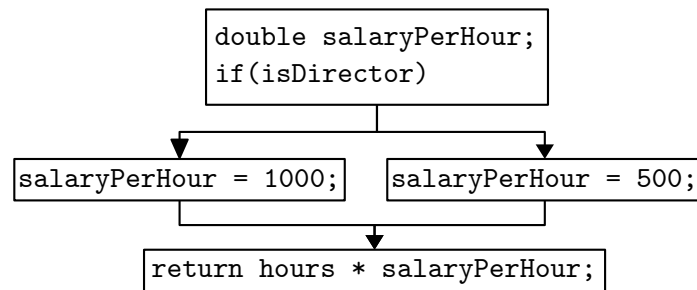 double salaryPerHour;
if(isDirector)
salaryPerHour = 1000;
salaryPerHour = 500;
return hours * salaryPerHour;